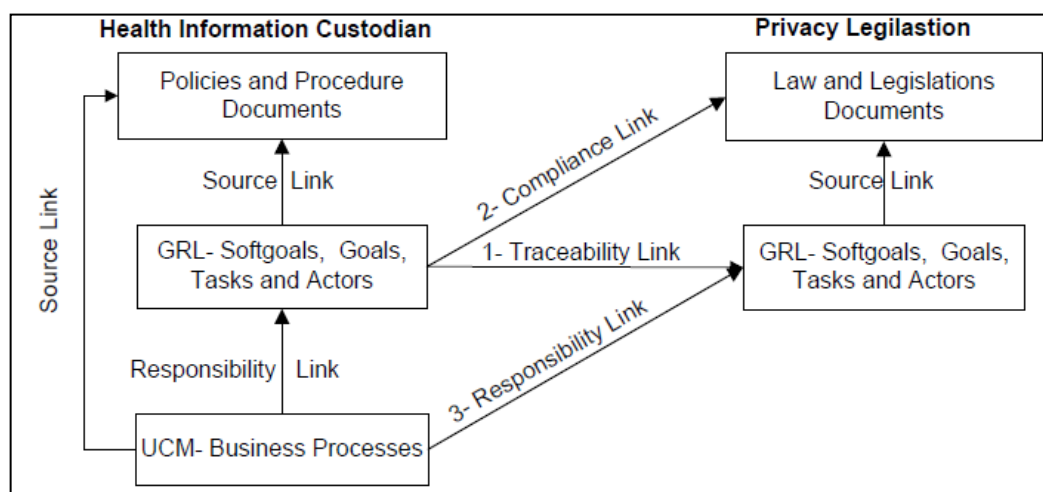 Health Information Custodian
Privacy Legilastion
Policies and Procedure
Documents
Law and Legislations
Documents
Source Link
Source Link
2- Compliance Link
Source Link
GRL- Softgoals, Goals,
Tasks and Actors
1- Traceability Link
GRL- Softgoals, Goals,
Tasks and Actors
Responsibility Link
3- Responsibility Link
UCM- Business Processes